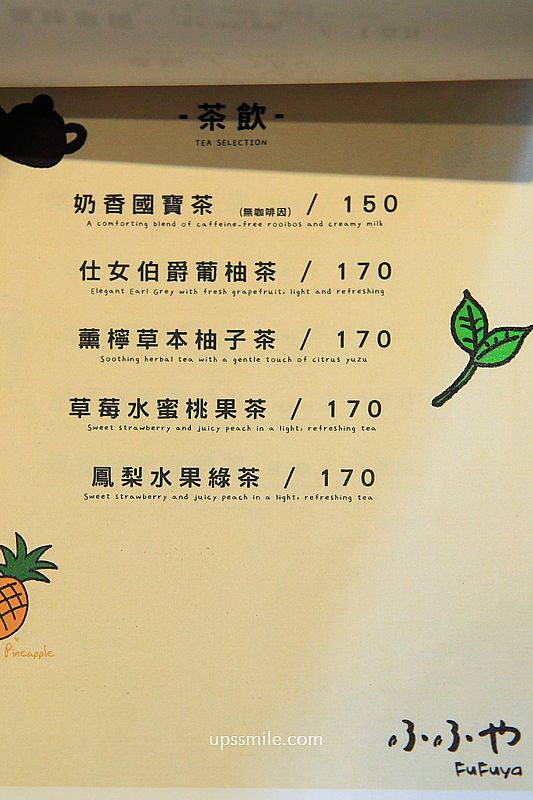 -茶飲-
TEA SELECTION
奶香國寶茶 (無咖啡因) / 150
A comforting blend of caffeine-free rooibos and creamy milk
仕女伯爵葡柚茶 / 170
Elegant Earl Grey with fresh grapefruit, light and refreshing
薰檸草本柚子茶 / 170
Soothing herbal tea with a gentle touch of citrus yuzu
草莓水蜜桃果茶 / 170
Sweet strawberry and juicy peach in a light, refreshing tea
鳳梨水果綠茶 / 170
Sweet strawberry and juicy peach in a light, refreshing tea
Pineapple
upssmile.com
ふふや
FuFuya